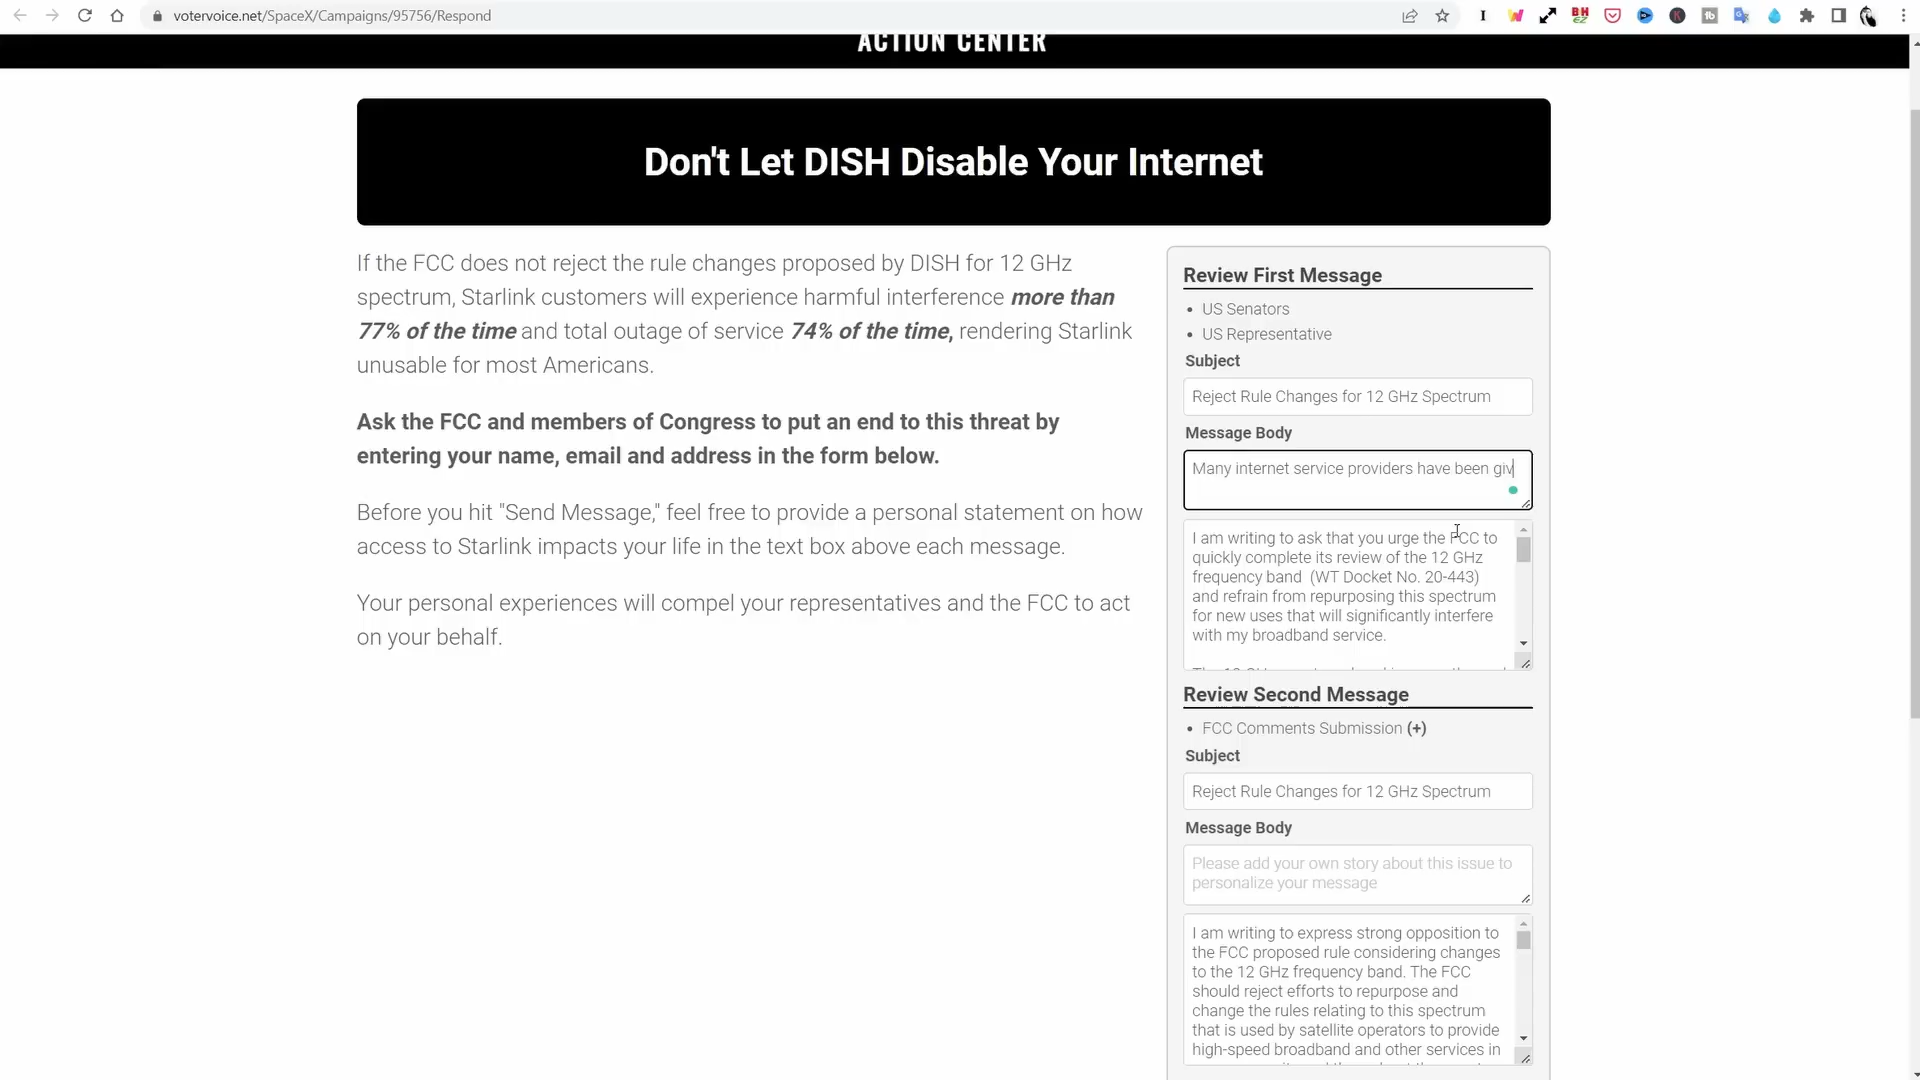 votervoice.net/SpaceX/Campaigns/95756/Respond
ACTION CENTER
Don't Let DISH Disable Your Internet
If the FCC does not reject the rule changes proposed by DISH for 12 GHz
spectrum, Starlink customers will experience harmful interference more than
77% of the time and total outage of service 74% of the time, rendering Starlink
unusable for most Americans.
Ask the FCC and members of Congress to put an end to this threat by
entering your name, email and address in the form below.
Before you hit "Send Message," feel free to provide a personal statement on how
access to Starlink impacts your life in the text box above each message.
Your personal experiences will compel your representatives and the FCC to act
on your behalf.
Review First Message
US Senators
US Representative
Subject
Reject Rule Changes for 12 GHz Spectrum
Message Body
Many internet service providers have been giv
I am writing to ask that you urge the FCC to
quickly complete its review of the 12 GHz
frequency band (WT Docket No. 20-443)
and refrain from repurposing this spectrum
for new uses that will significantly interfere
with my broadband service.
Review Second Message
FCC Comments Submission (+)
Subject
Reject Rule Changes for 12 GHz Spectrum
Message Body
Please add your own story about this issue to
personalize your message
I am writing to express strong opposition to
the FCC proposed rule considering changes
to the 12 GHz frequency band. The FCC
should reject efforts to repurpose and
change the rules relating to this spectrum
that is used by satellite operators to provide
high-speed broadband and other services in